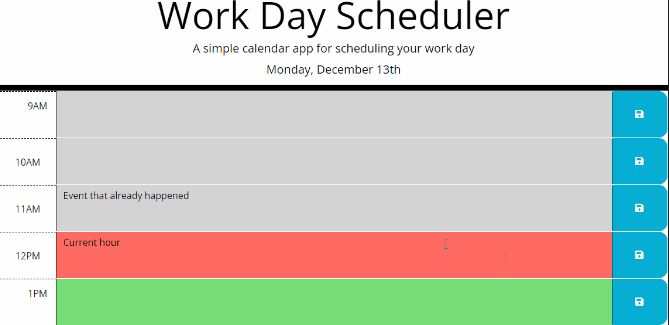 Work Day Scheduler
A simple calendar app for scheduling your work day
Monday, December 13th
9AM
10AM
11AM
Event that already happened
12PM
Current hour
1PM